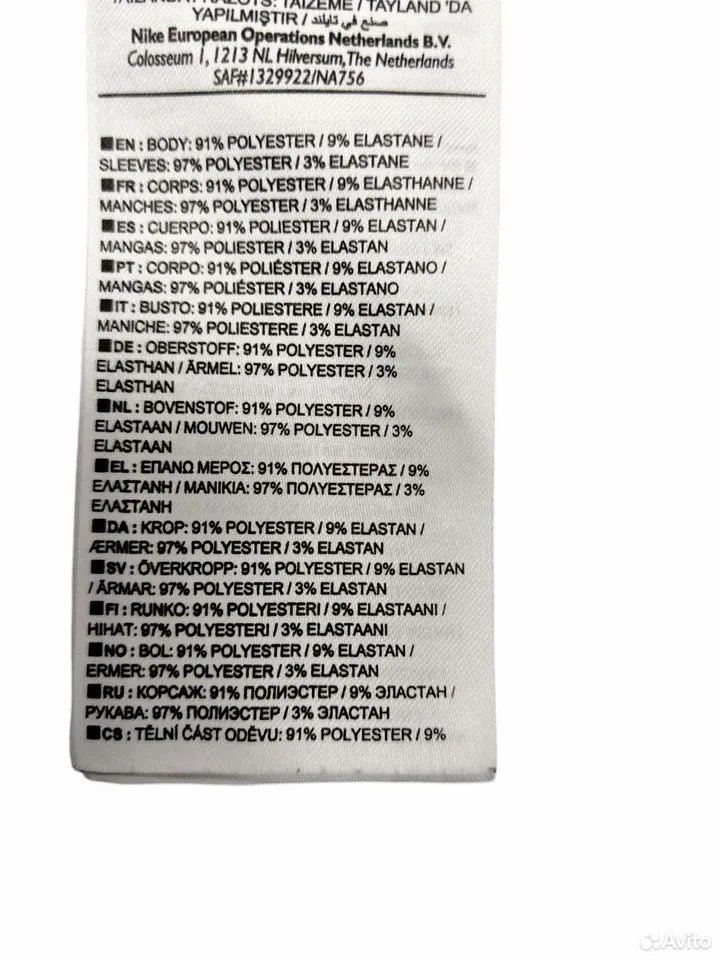 RAŽOTS: TAIZEMĒ / TAYLAND 'DA
YAPILMIŞTIR / صنع في تايلند
Nike European Operations Netherlands B.V.
Colosseum 1, 1213 NL Hilversum, The Netherlands
SAF#1329922/NA756
■EN : BODY: 91% POLYESTER / 9% ELASTANE /
SLEEVES: 97% POLYESTER / 3% ELASTANE
■FR : CORPS: 91% POLYESTER / 9% ELASTHANNE /
MANCHES: 97% POLYESTER / 3% ELASTHANNE
■ES : CUERPO: 91% POLIESTER / 9% ELASTAN /
MANGAS: 97% POLIESTER / 3% ELASTAN
■PT : CORPO: 91% POLIÉSTER / 9% ELASTANO /
MANGAS: 97% POLIÉSTER / 3% ELASTANO
■IT : BUSTO: 91% POLIESTERE / 9% ELASTAN /
MANICHE: 97% POLIESTERE / 3% ELASTAN
■DE : OBERSTOFF: 91% POLYESTER / 9%
ELASTHAN / ÄRMEL: 97% POLYESTER / 3%
ELASTHAN
■NL : BOVENSTOF: 91% POLYESTER / 9%
ELASTAAN / MOUWEN: 97% POLYESTER / 3%
ELASTAAN
■EL : ΕΠΑΝΩ ΜΕΡΟΣ: 91% ΠΟΛΥΕΣΤΕΡΑΣ / 9%
ΕΛΑΣΤΑΝΗ / ΜΑΝΙΚΙΑ: 97% ΠΟΛΥΕΣΤΕΡΑΣ / 3%
ΕΛΑΣΤΑΝΗ
■DA : KROP: 91% POLYESTER / 9% ELASTAN /
ÆRMER: 97% POLYESTER / 3% ELASTAN
■SV : ÖVERKROPP: 91% POLYESTER / 9% ELASTAN
/ ÄRMAR: 97% POLYESTER / 3% ELASTAN
■FI : RUNKO: 91% POLYESTERI / 9% ELASTAANI /
HIHAT: 97% POLYESTERI / 3% ELASTAANI
■NO : BOL: 91% POLYESTER / 9% ELASTAN /
ERMER: 97% POLYESTER / 3% ELASTAN
■RU : КОРСАЖ: 91% ПОЛИЭСТЕР / 9% ЭЛАСТАН /
РУКАВА: 97% ПОЛИЭСТЕР / 3% ЭЛАСТАН
■CS : TĚLNÍ ČÁST ODĚVU: 91% POLYESTER / 9%
Avito